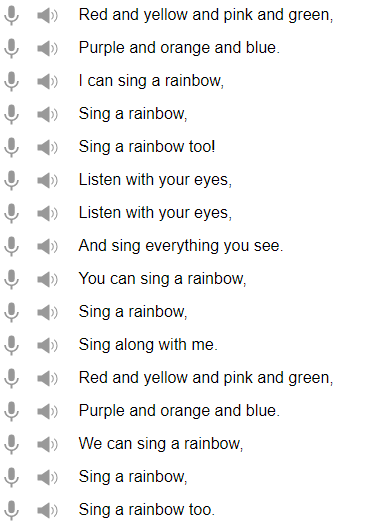 Red and yellow and pink and green,
Purple and orange and blue.
I can sing a rainbow,
Sing a rainbow,
Sing a rainbow too!
Listen with your eyes,
Listen with your eyes,
And sing everything you see.
You can sing a rainbow,
Sing a rainbow,
Sing along with me.
Red and yellow and pink and green,
Purple and orange and blue.
We can sing a rainbow,
Sing a rainbow,
Sing a rainbow too.